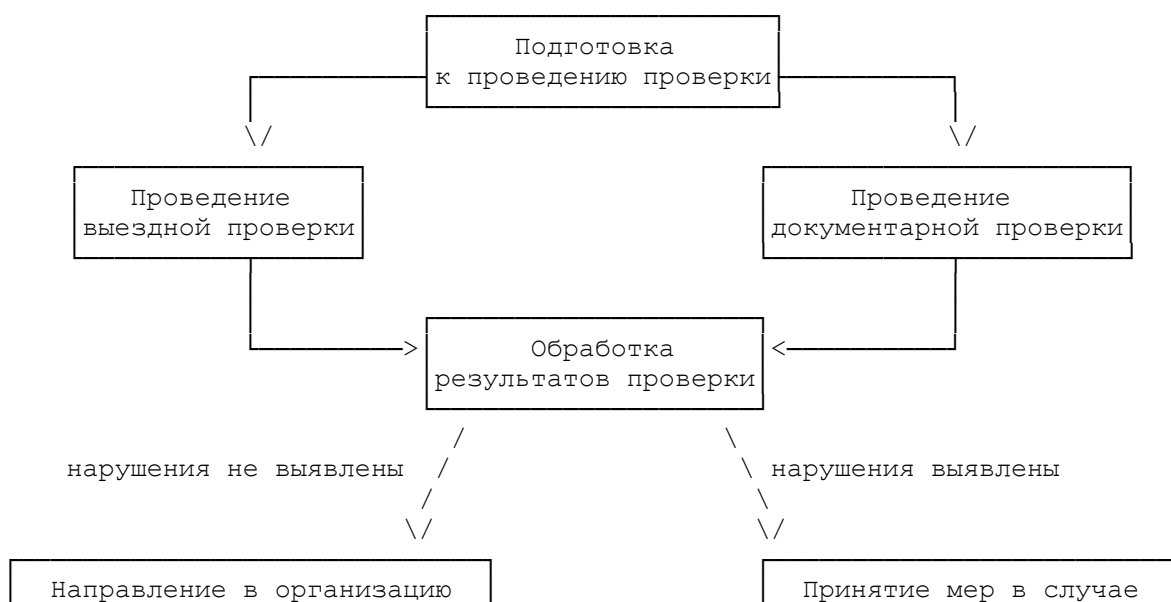 Подготовка
к проведению проверки
Проведение
выездной проверки
Проведение
документарной проверки
Обработка
результатов проверки
нарушения не выявлены
нарушения выявлены
Направление в организацию
Принятие мер в случае